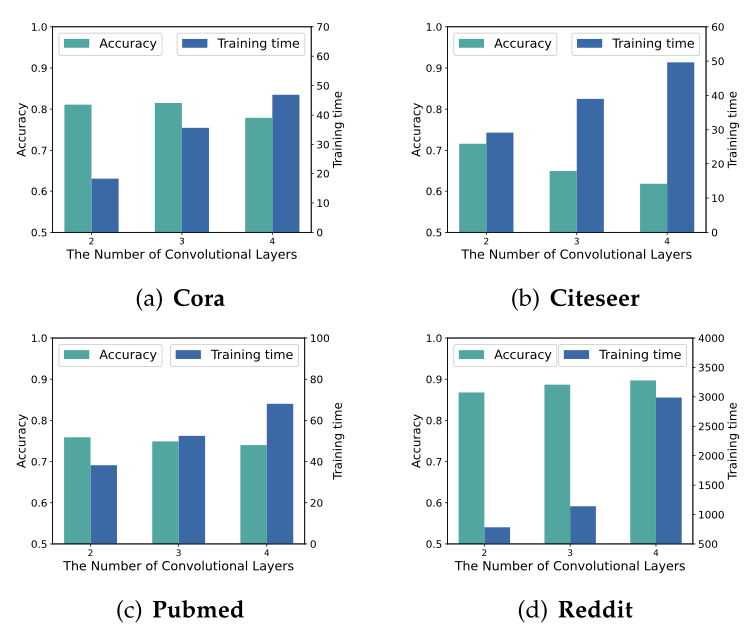 Accuracy Training time
1.0 0.9 0.8 0.7 0.6 0.5
Accuracy
70 60 50 40 30 20 10 0
Training time
2 3 4
The Number of Convolutional Layers
(a) Cora
Accuracy Training time
1.0 0.9 0.8 0.7 0.6 0.5
Accuracy
60 50 40 30 20 10 0
Training time
2 3 4
The Number of Convolutional Layers
(b) Citeseer
Accuracy Training time
1.0 0.9 0.8 0.7 0.6 0.5
Accuracy
100 80 60 40 20 0
Training time
2 3 4
The Number of Convolutional Layers
(c) Pubmed
Accuracy Training time
1.0 0.9 0.8 0.7 0.6 0.5
Accuracy
4000 3500 3000 2500 2000 1500 1000 500
Training time
2 3 4
The Number of Convolutional Layers
(d) Reddit